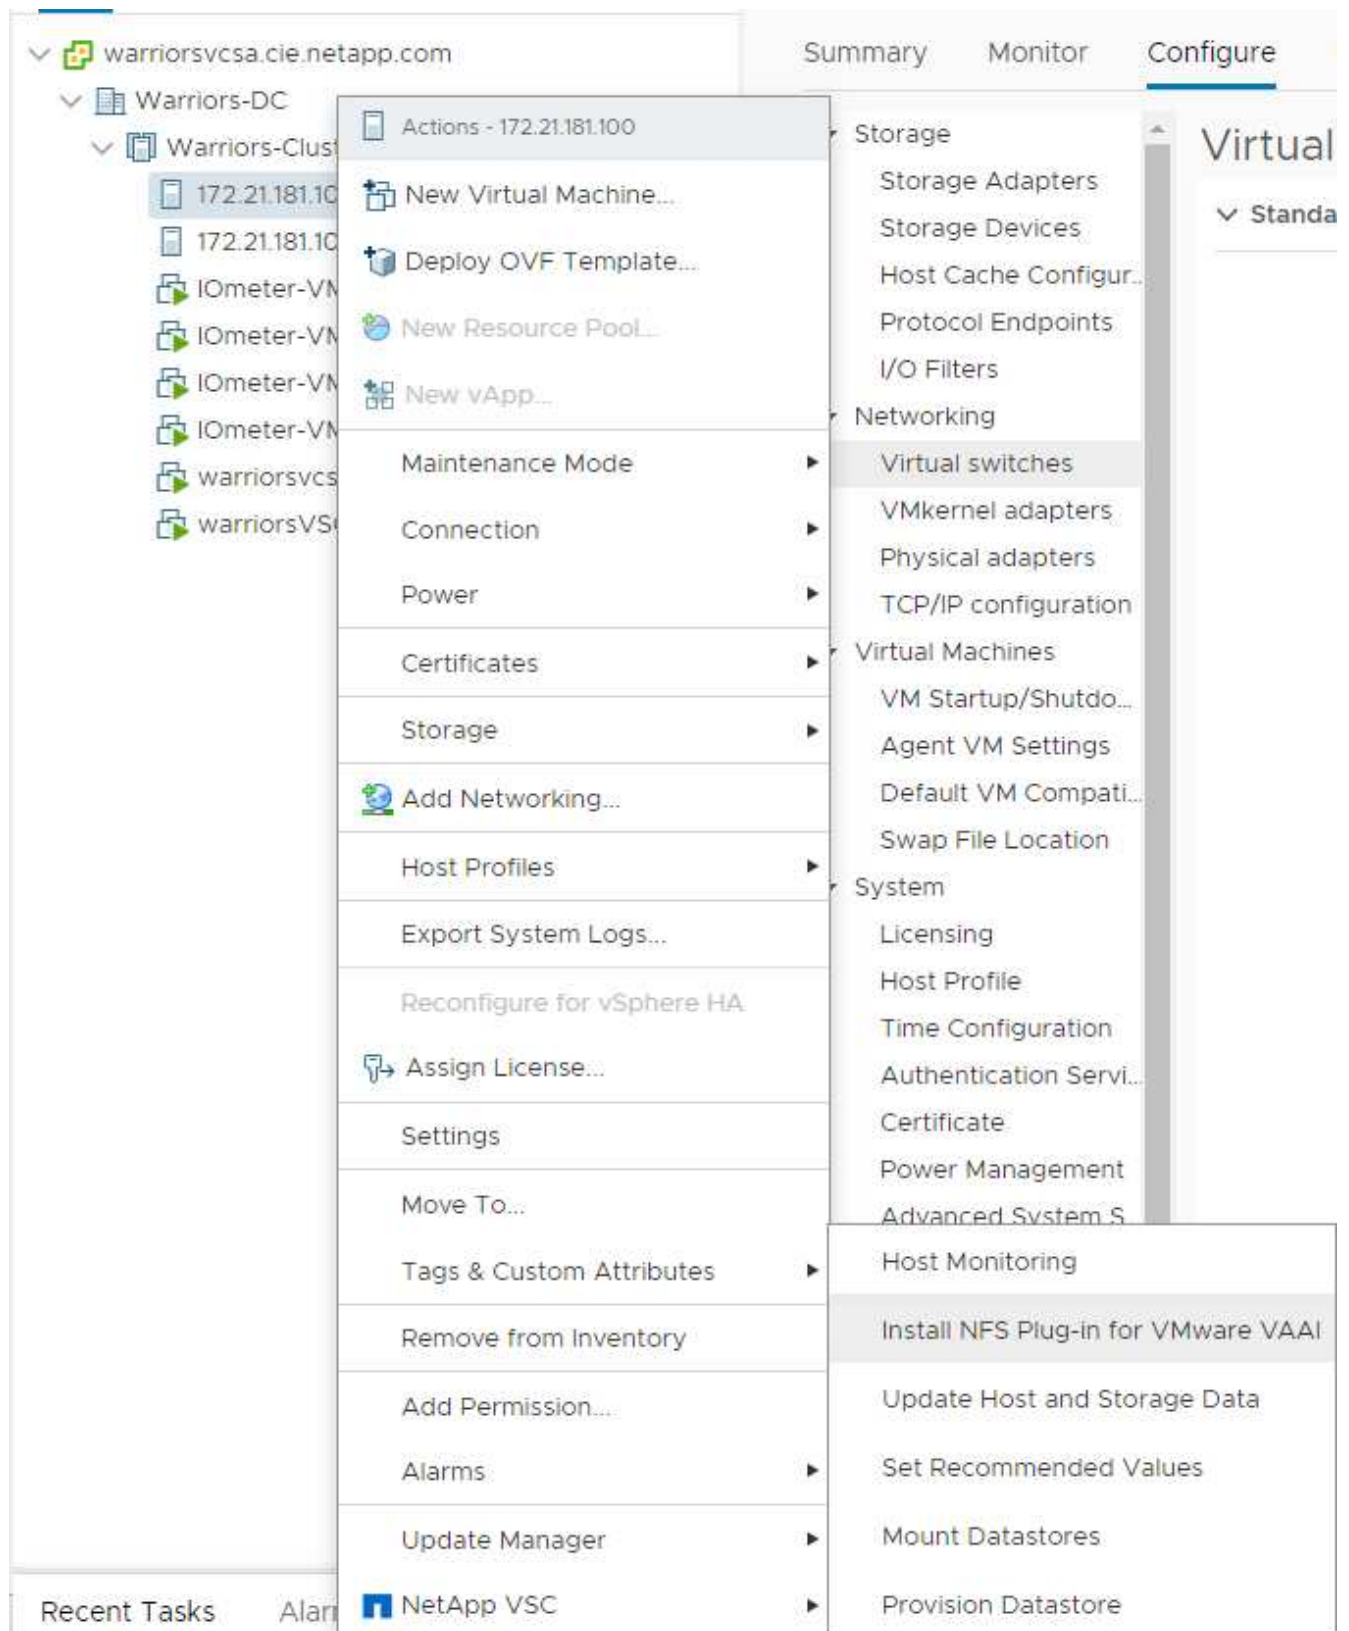 warriorsvcsa.cie.netapp.com
Warriors-DC
Warriors-Clust
172.21.181.10
172.21.181.10
IOmeter-VM
IOmeter-VM
IOmeter-VM
IOmeter-VM
warriorsvcs
warriorsVSC
Actions - 172.21.181.100
New Virtual Machine...
Deploy OVF Template...
New Resource Pool...
New vApp...
Maintenance Mode
Connection
Power
Certificates
Storage
Add Networking...
Host Profiles
Export System Logs...
Reconfigure for vSphere HA
Assign License...
Settings
Move To...
Tags & Custom Attributes
Remove from Inventory
Add Permission...
Alarms
Update Manager
NetApp VSC
Summary Monitor Configure
Storage
Storage Adapters
Storage Devices
Host Cache Configur...
Protocol Endpoints
I/O Filters
Networking
Virtual switches
VMkernel adapters
Physical adapters
TCP/IP configuration
Virtual Machines
VM Startup/Shutdo...
Agent VM Settings
Default VM Compati...
Swap File Location
System
Licensing
Host Profile
Time Configuration
Authentication Servi...
Certificate
Power Management
Advanced System S
Virtual
Standa
Host Monitoring
Install NFS Plug-in for VMware VAAI
Update Host and Storage Data
Set Recommended Values
Mount Datastores
Provision Datastore
Recent Tasks Alar